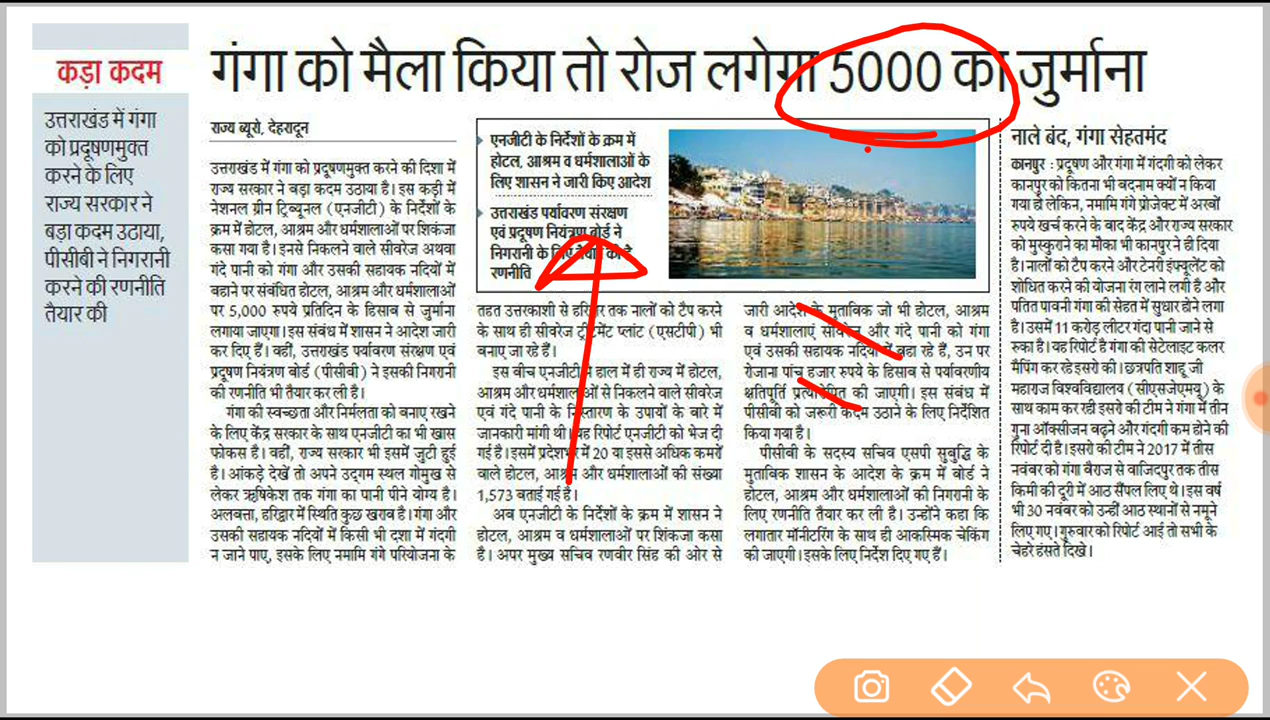 कड़ा कदम
उत्तराखंड में गंगा
को प्रदूषणमुक्त
करने के लिए
राज्य सरकार ने
बड़ा कदम उठाया,
पीसीबी ने निगरानी
करने की रणनीति
तैयार की
गंगा को मैला किया तो रोज लगेगा 5000 का जुर्माना
राज्य ब्यूरो, देहरादून
उत्तराखंड में गंगा को प्रदूषणमुक्त करने की दिशा में
राज्य सरकार ने बड़ा कदम उठाया है। इस कड़ी में
नेशनल ग्रीन ट्रिब्यूनल (एनजीटी) के निर्देशों के
क्रम में होटल, आश्रम व धर्मशालाओं पर शिकंजा
कसा गया है। इनसे निकलने वाले सीवरेज अथवा
गंदे पानी को गंगा और उसकी सहायक नदियों में
बहाने पर संबंधित होटल, आश्रम और धर्मशालाओं
पर 5,000 रुपये प्रतिदिन के हिसाब से जुर्माना
लगाया जाएगा। इस संबंध में शासन ने आदेश जारी
कर दिए हैं। वहीं, उत्तराखंड पर्यावरण संरक्षण एवं
प्रदूषण नियंत्रण बोर्ड (पीसीबी) ने इसकी निगरानी
की रणनीति भी तैयार कर ली है।
गंगा की स्वच्छता और निर्मलता को बनाए रखने
के लिए केंद्र सरकार के साथ एनजीटी का भी खास
फोकस है। वहीं, राज्य सरकार भी इसमें जुटी हुई
है। आंकड़े देखें तो अपने उद्गम स्थल गोमुख से
लेकर ऋषिकेश तक गंगा का पानी पीने योग्य है।
अलवत्ता, हरिद्वार में स्थिति कुछ खराब है। गंगा और
उसकी सहायक नदियों में किसी भी दशा में गंदगी
न जाने पाए, इसके लिए नमामि गंगे परियोजना के
एनजीटी के निर्देशों के क्रम में
होटल, आश्रम व धर्मशालाओं के
लिए शासन ने जारी किए आदेश
उत्तराखंड पर्यावरण संरक्षण
एवं प्रदूषण नियंत्रण बोर्ड ने
निगरानी के लिए तैयार की है
रणनीति
तहत उत्तरकाशी से हरिद्वार तक नालों को टैप करने
के साथ ही सीवरेज ट्रीटमेंट प्लांट (एसटीपी) भी
बनाए जा रहे हैं।
इस बीच एनजीटी ने हाल में ही राज्य में होटल,
आश्रम और धर्मशालाओं से निकलने वाले सीवरेज
एवं गंदे पानी के निस्तारण के उपायों के बारे में
जानकारी मांगी थी। यह रिपोर्ट एनजीटी को भेज दी
गई है। इसमें प्रदेशभर में 20 या इससे अधिक कमरों
वाले होटल, आश्रम और धर्मशालाओं की संख्या
1,573 बताई गई है।
अब एनजीटी के निर्देशों के क्रम में शासन ने
होटल, आश्रम व धर्मशालाओं पर शिकंजा कसा
है। अपर मुख्य सचिव रणवीर सिंह की ओर से
जारी आदेश के मुताबिक जो भी होटल, आश्रम
व धर्मशालाएं सीवरेज और गंदे पानी को गंगा
एवं उसकी सहायक नदियों में बहा रहे हैं, उन पर
रोजाना पांच हजार रुपये के हिसाब से पर्यावरणीय
क्षतिपूर्ति प्रत्यारोपित की जाएगी। इस संबंध में
पीसीबी को जरूरी कदम उठाने के लिए निर्देशित
किया गया है।
पीसीबी के सदस्य सचिव एसपी सुबुद्धि के
मुताबिक शासन के आदेश के क्रम में बोर्ड ने
होटल, आश्रम और धर्मशालाओं की निगरानी के
लिए रणनीति तैयार कर ली है। उन्होंने कहा कि
लगातार मॉनीटरिंग के साथ ही आकस्मिक चेकिंग
की जाएगी। इसके लिए निर्देश दिए गए हैं।
नाले बंद, गंगा सेहतमंद
कानपुर : प्रदूषण और गंगा में गंदगी को लेकर
कानपुर को कितना भी बदनाम क्यों न किया
गया हो लेकिन, नमामि गंगे प्रोजेक्ट में अरबों
रुपये खर्च करने के बाद केंद्र और राज्य सरकार
को मुस्कुराने का मौका भी कानपुर ने ही दिया
है। नालों को टैप करने और टेनरी इंफ्लूएंट को
शोधित करने की योजना रंग लाने लगी है और
पतित पावनी गंगा की सेहत में सुधार होने लगा
है। उसमें 11 करोड़ लीटर गंदा पानी जाने से
रुका है। यह रिपोर्ट है गंगा की सेटेलाइट कलर
मैपिंग कर रहे इसरो की। छत्रपति शाहू जी
महाराज विश्वविद्यालय (सीएसजेएमयू) के
साथ काम कर रही इसरो की टीम ने गंगा में तीन
गुना ऑक्सीजन बढ़ने और गंदगी कम होने की
रिपोर्ट दी है। इसरो की टीम ने 2017 में तीस
नवंबर को गंगा बैराज से वाजिदपुर तक तीस
किमी की दूरी में आठ सैंपल लिए थे। इस वर्ष
भी 30 नवंबर को उन्हीं आठ स्थानों से नमूने
लिए गए। गुरुवार को रिपोर्ट आई तो सभी के
चेहरे हंसते दिखे।